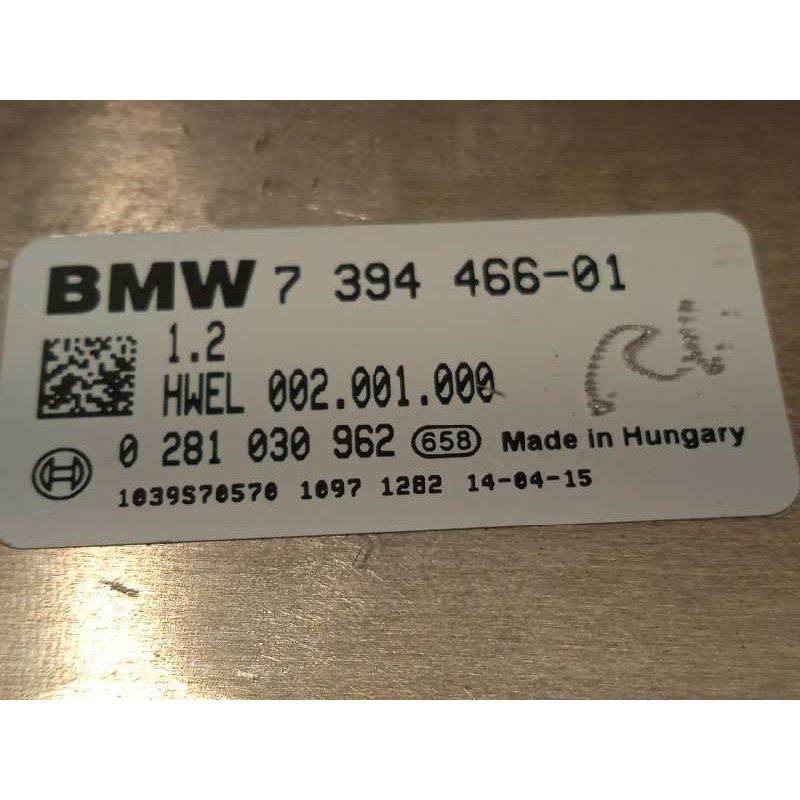 BMW 7 394 466-01
1.2
HWEL 002.001.000
0 281 030 962 658 Made in Hungary
1039S70570 1097 1282 14-04-15